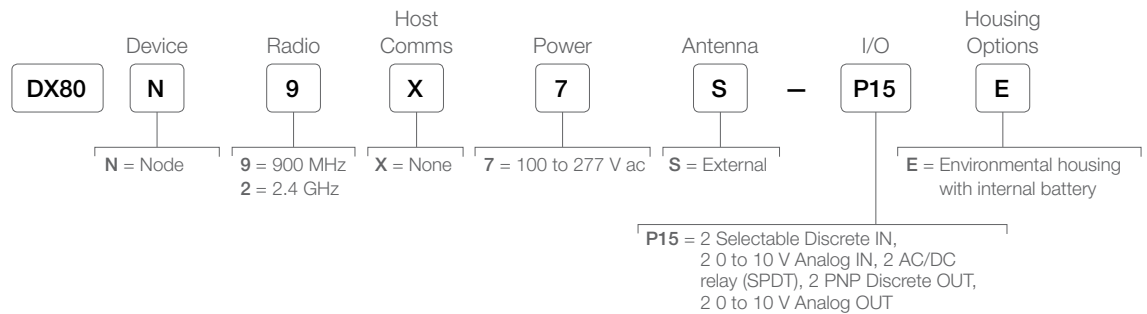 Device Radio Host Comms Power Antenna I/O Housing Options
DX80 N 9 X 7 S – P15 E
N = Node
9 = 900 MHz
2 = 2.4 GHz
X = None
7 = 100 to 277 V ac
S = External
E = Environmental housing
with internal battery
P15 = 2 Selectable Discrete IN,
2 0 to 10 V Analog IN, 2 AC/DC
relay (SPDT), 2 PNP Discrete OUT,
2 0 to 10 V Analog OUT